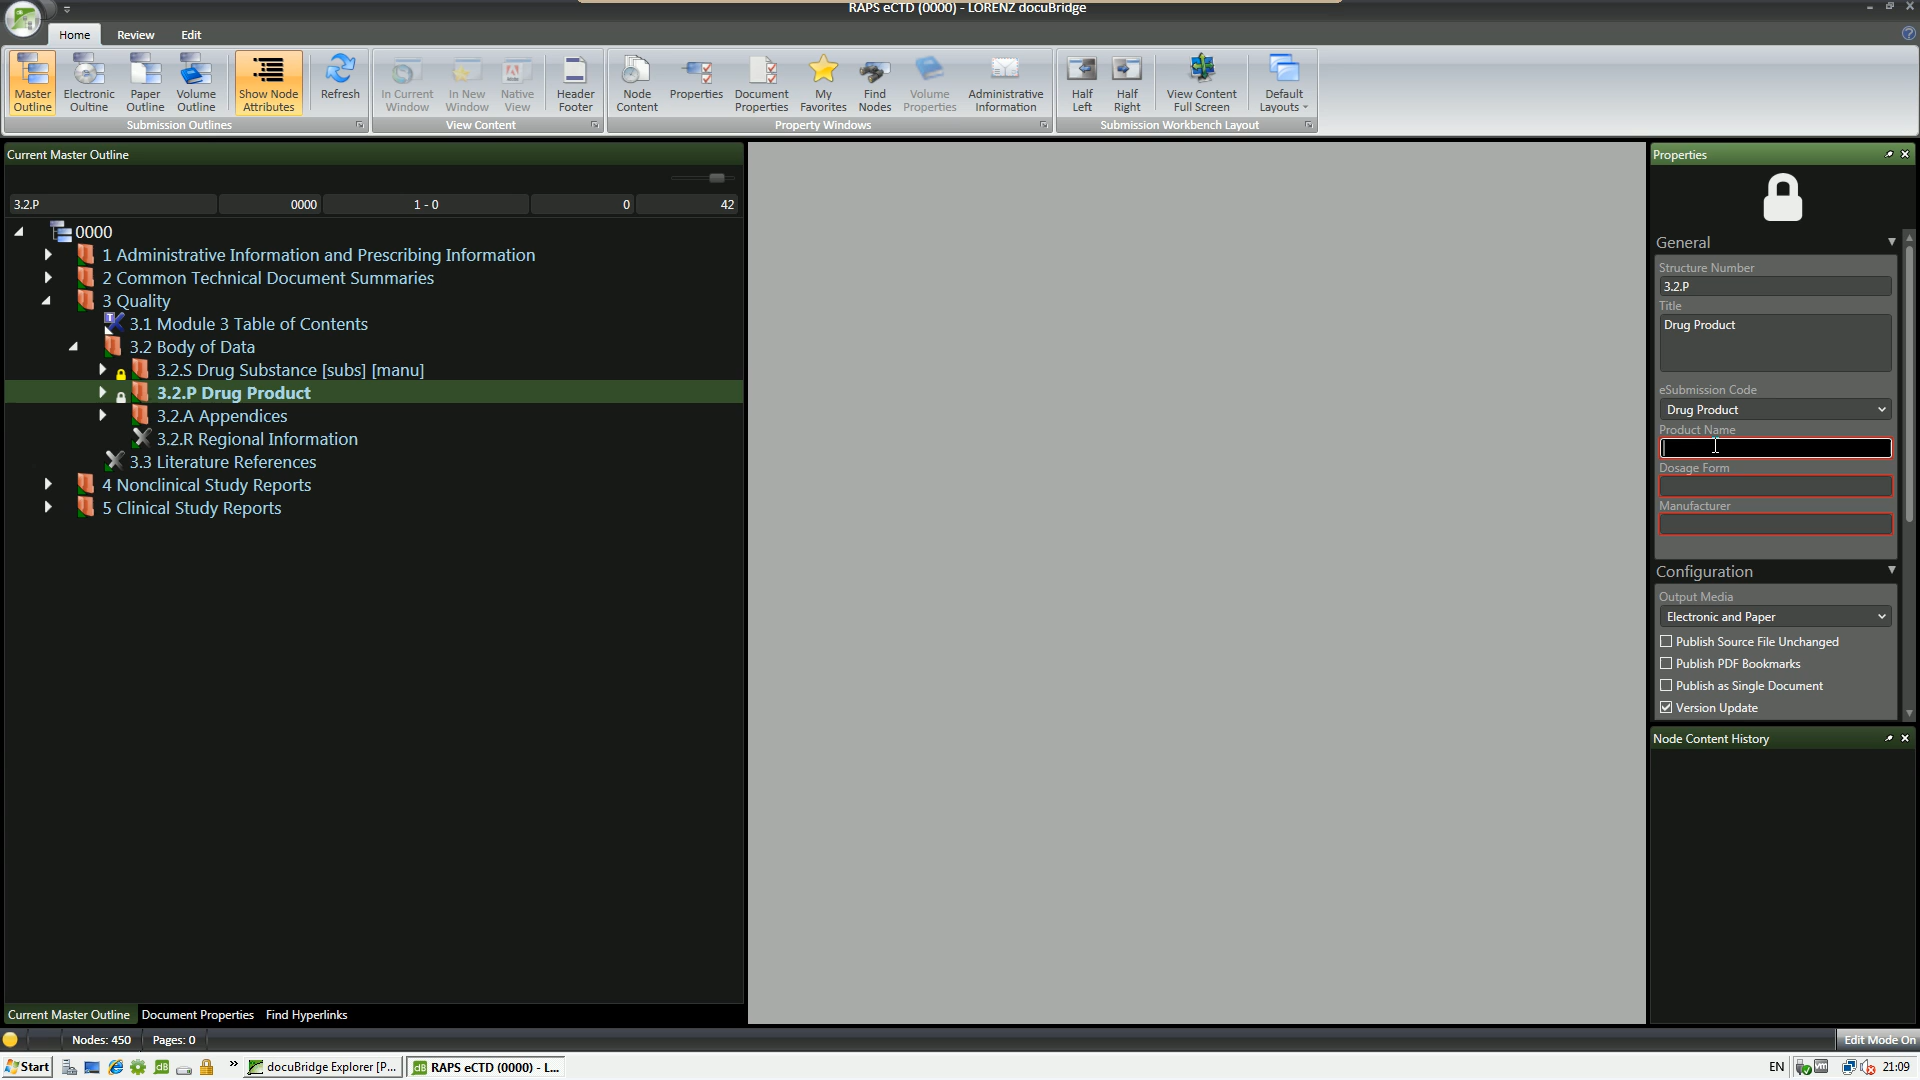 RAPS eCTD (0000) - LORENZ docuBridge
Home
Review
Edit
Master Outline
Electronic Oultine
Paper Outline
Volume Outline
Show Node Attributes
Refresh
In Current Window
In New Window
Native View
Header Footer
Node Content
Properties
Document Properties
My Favorites
Find Nodes
Volume Properties
Administrative Information
Half Left
Half Right
View Content Full Screen
Default Layouts
Submission Outlines
View Content
Property Windows
Submission Workbench Layout
Current Master Outline
3.2.P 0000 1 - 0 0 42
0000
1 Administrative Information and Prescribing Information
2 Common Technical Document Summaries
3 Quality
3.1 Module 3 Table of Contents
3.2 Body of Data
3.2.S Drug Substance [subs] [manu]
3.2.P Drug Product
3.2.A Appendices
3.2.R Regional Information
3.3 Literature References
4 Nonclinical Study Reports
5 Clinical Study Reports
Properties
General
Structure Number
3.2.P
Title
Drug Product
eSubmission Code
Drug Product
Product Name
Dosage Form
Manufacturer
Configuration
Output Media
Electronic and Paper
Publish Source File Unchanged
Publish PDF Bookmarks
Publish as Single Document
Version Update
Node Content History
Current Master Outline
Document Properties
Find Hyperlinks
Nodes: 450
Pages: 0
Edit Mode On
Start
dB
»
docuBridge Explorer [P...
dB
RAPS eCTD (0000) - L...
EN
21:09